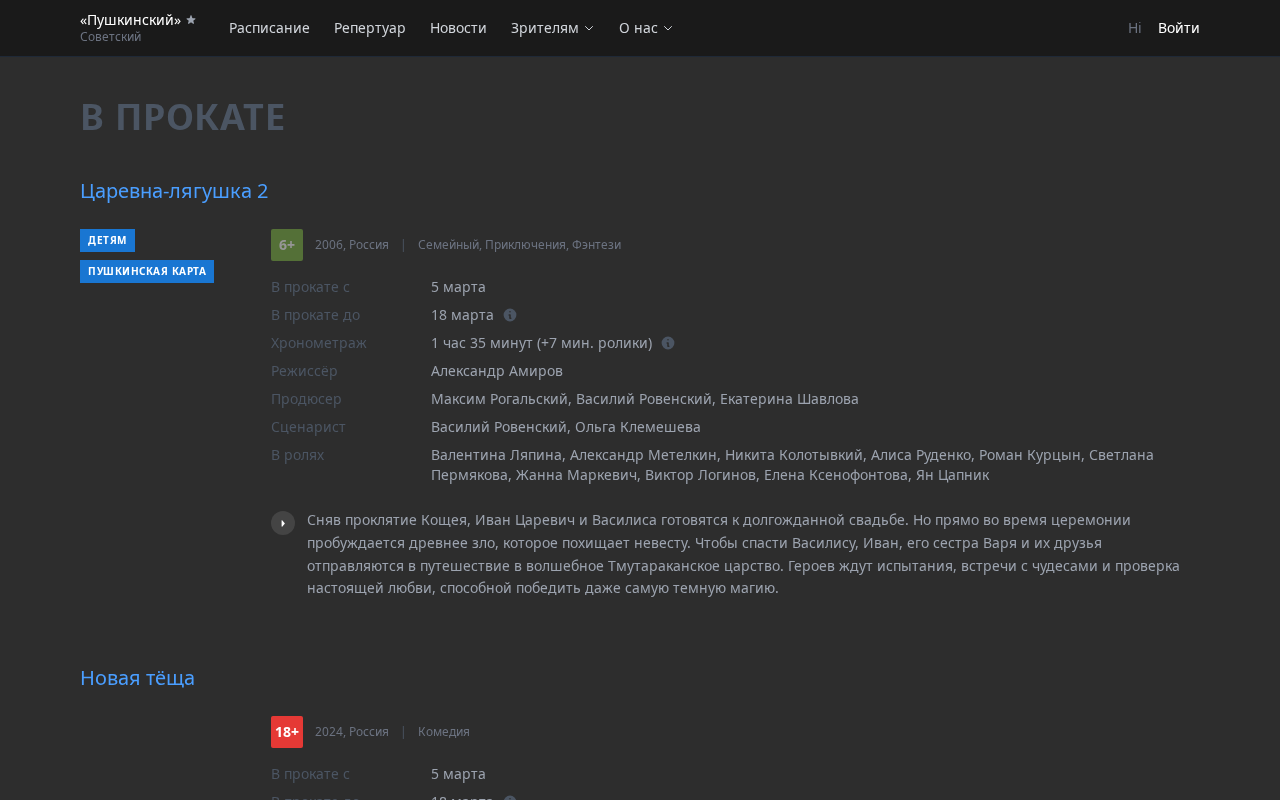 «Пушкинский»
Советский
Расписание
Репертуар
Новости
Зрителям
О нас
Hi
Войти
В ПРОКАТЕ
Царевна-лягушка 2
ДЕТЯМ
ПУШКИНСКАЯ КАРТА
6+ 2006, Россия | Семейный, Приключения, Фэнтези
В прокате с 5 марта
В прокате до 18 марта
Хронометраж 1 час 35 минут (+7 мин. ролики)
Режиссёр Александр Амиров
Продюсер Максим Рогальский, Василий Ровенский, Екатерина Шавлова
Сценарист Василий Ровенский, Ольга Клемешева
В ролях Валентина Ляпина, Александр Метелкин, Никита Колотывкий, Алиса Руденко, Роман Курцын, Светлана
Пермякова, Жанна Маркевич, Виктор Логинов, Елена Ксенофонтова, Ян Цапник
Сняв проклятие Кощея, Иван Царевич и Василиса готовятся к долгожданной свадьбе. Но прямо во время церемонии
пробуждается древнее зло, которое похищает невесту. Чтобы спасти Василису, Иван, его сестра Варя и их друзья
отправляются в путешествие в волшебное Тмутараканское царство. Героев ждут испытания, встречи с чудесами и проверка
настоящей любви, способной победить даже самую темную магию.
Новая тёща
18+ 2024, Россия | Комедия
В прокате с 5 марта
В прокате до 18 марта